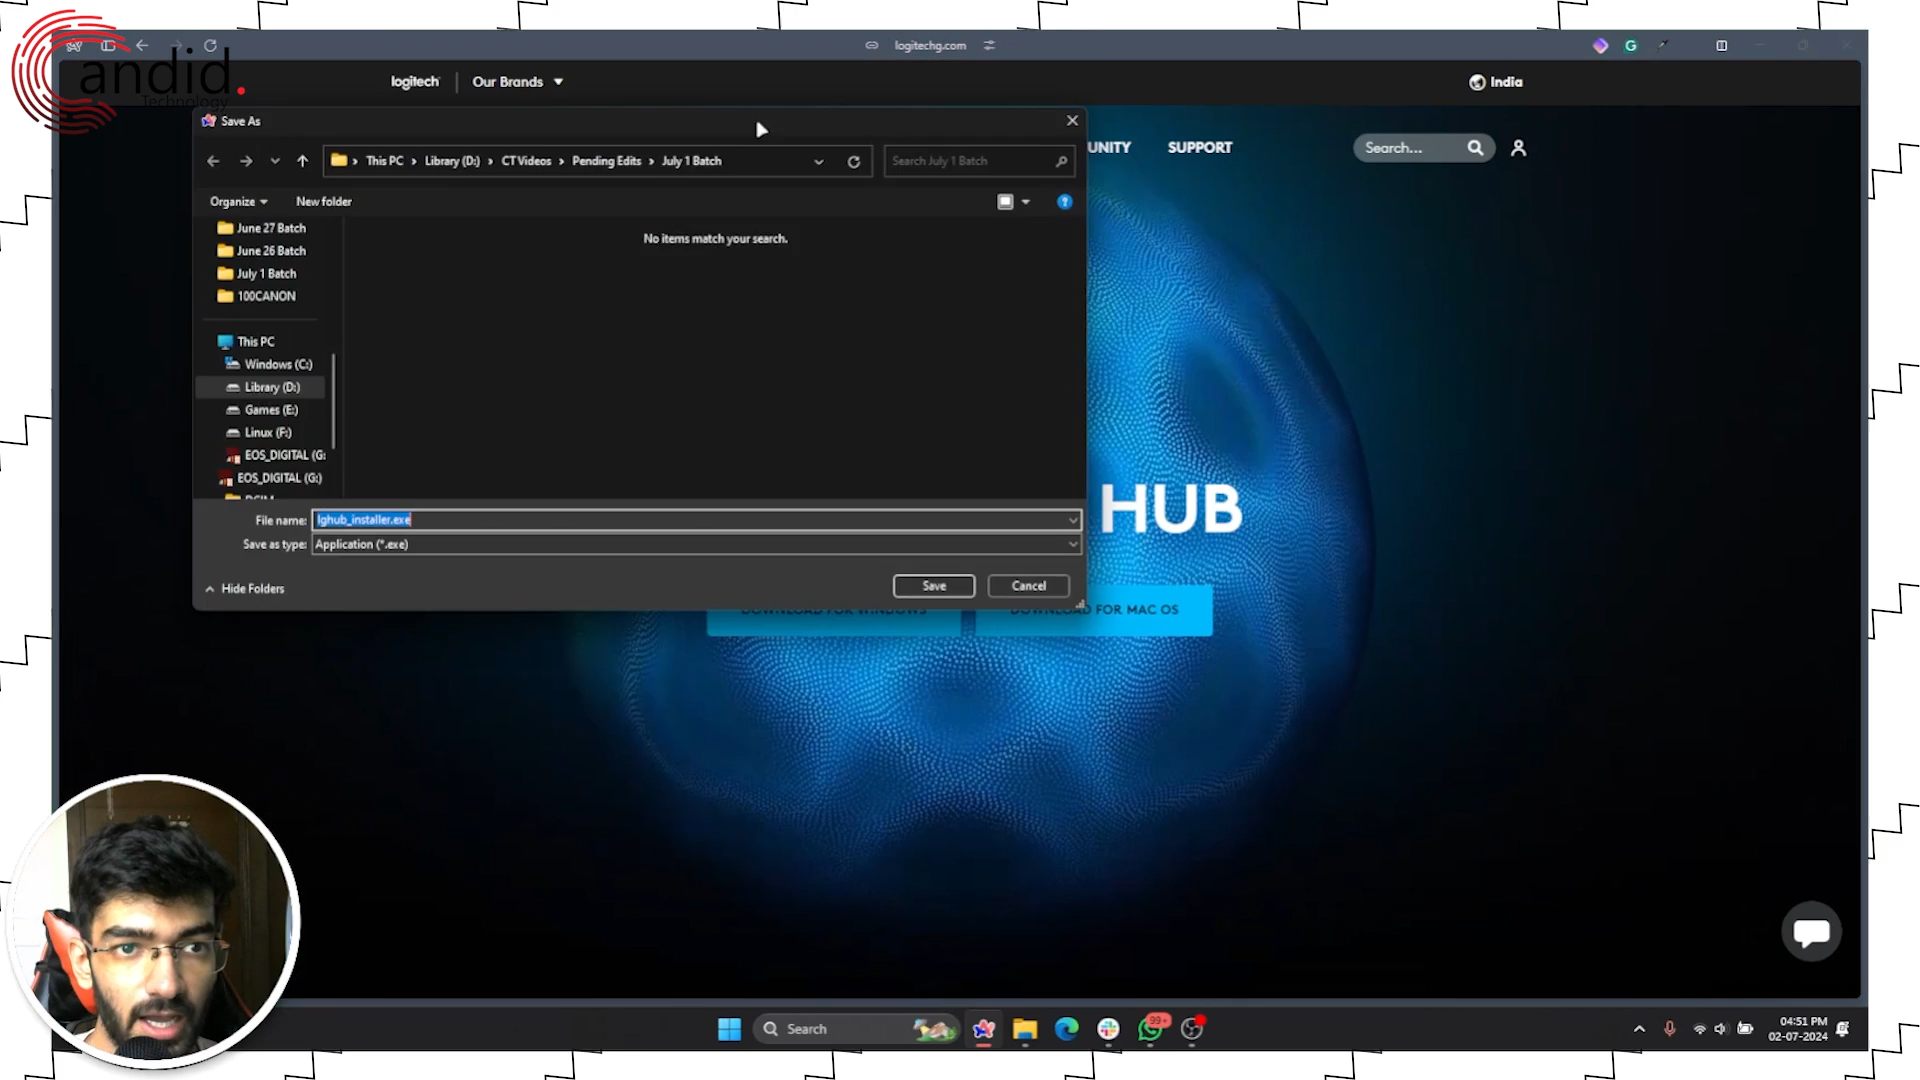 logitechg.com
andid.
Technology
logitech
Our Brands
India
Save As
UNITY
SUPPORT
Search...
This PC > Library (D:) > CT Videos > Pending Edits > July 1 Batch
Search July 1 Batch
Organize
New folder
June 27 Batch
June 26 Batch
July 1 Batch
100CANON
This PC
Windows (C:)
Library (D:)
Games (E:)
Linux (F:)
EOS_DIGITAL (G:
EOS_DIGITAL (G:)
DCIM
No items match your search.
HUB
File name: lghub_installer.exe
Save as type: Application (*.exe)
Hide Folders
Save
Cancel
DOWNLOAD FOR WINDOWS
DOWNLOAD FOR MAC OS
Search
99+
04:51 PM
02-07-2024